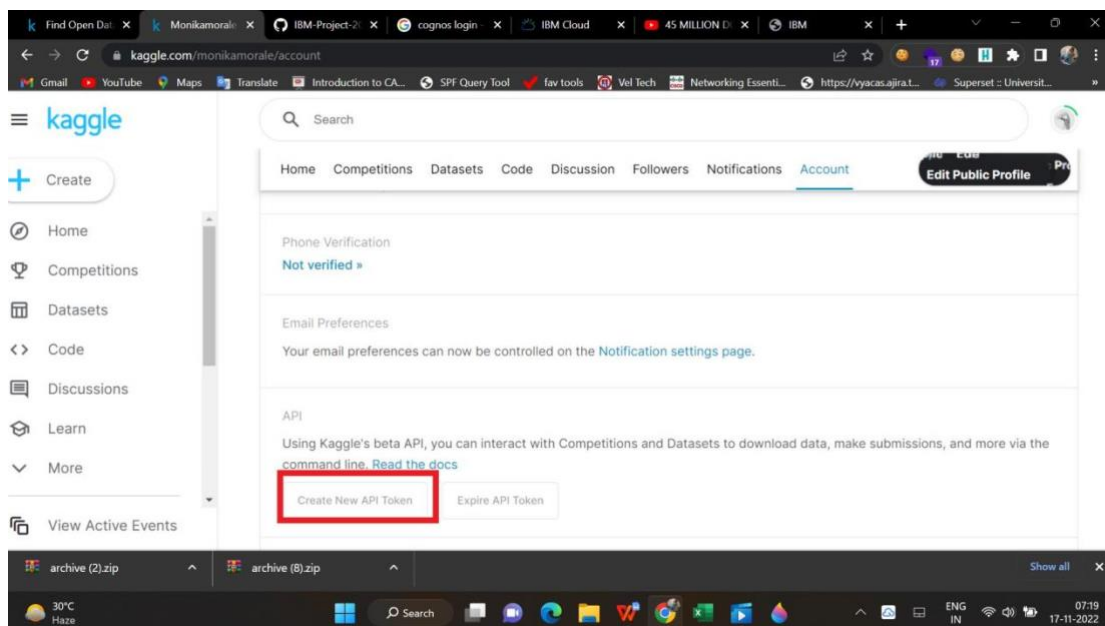 Find Open Dat
Monikamorale
IBM-Project-2
cognos login -
IBM Cloud
45 MILLION D
IBM
kaggle.com/monikamorale/account
17
Gmail
YouTube
Maps
Translate
Introduction to CA...
SPF Query Tool
fav tools
Vel Tech
Networking Essenti...
https://vyacas.ajira.t...
Superset :: Universit...
kaggle
Search
Create
Home Competitions Datasets Code Discussion Followers Notifications Account
Edit Public Profile
Home
Competitions
Datasets
Code
Discussions
Learn
More
View Active Events
Phone Verification
Not verified »
Email Preferences
Your email preferences can now be controlled on the Notification settings page.
API
Using Kaggle's beta API, you can interact with Competitions and Datasets to download data, make submissions, and more via the
command line. Read the docs
Create New API Token
Expire API Token
archive (2).zip
archive (8).zip
Show all
30°C
Haze
Search
ENG
IN
07:19
17-11-2022